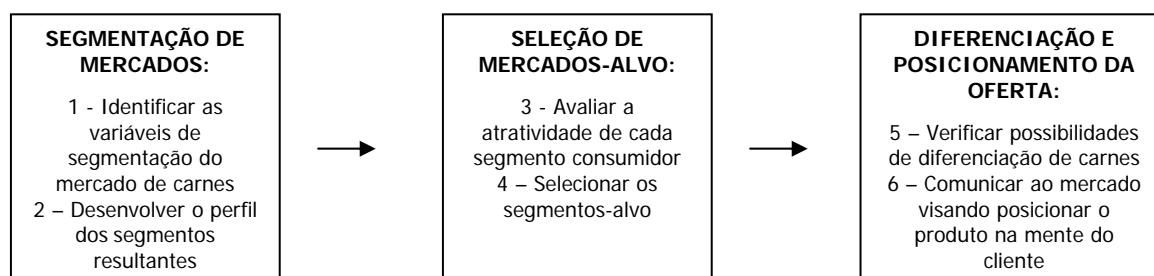 SEGMENTAÇÃO DE
MERCADOS:
1 - Identificar as
variáveis de
segmentação do
mercado de carnes
2 – Desenvolver o perfil
dos segmentos
resultantes
SELEÇÃO DE
MERCADOS-ALVO:
3 - Avaliar a
atratividade de cada
segmento consumidor
4 – Selecionar os
segmentos-alvo
DIFERENCIAÇÃO E
POSICIONAMENTO DA
OFERTA:
5 – Verificar possibilidades
de diferenciação de carnes
6 – Comunicar ao mercado
visando posicionar o
produto na mente do
cliente